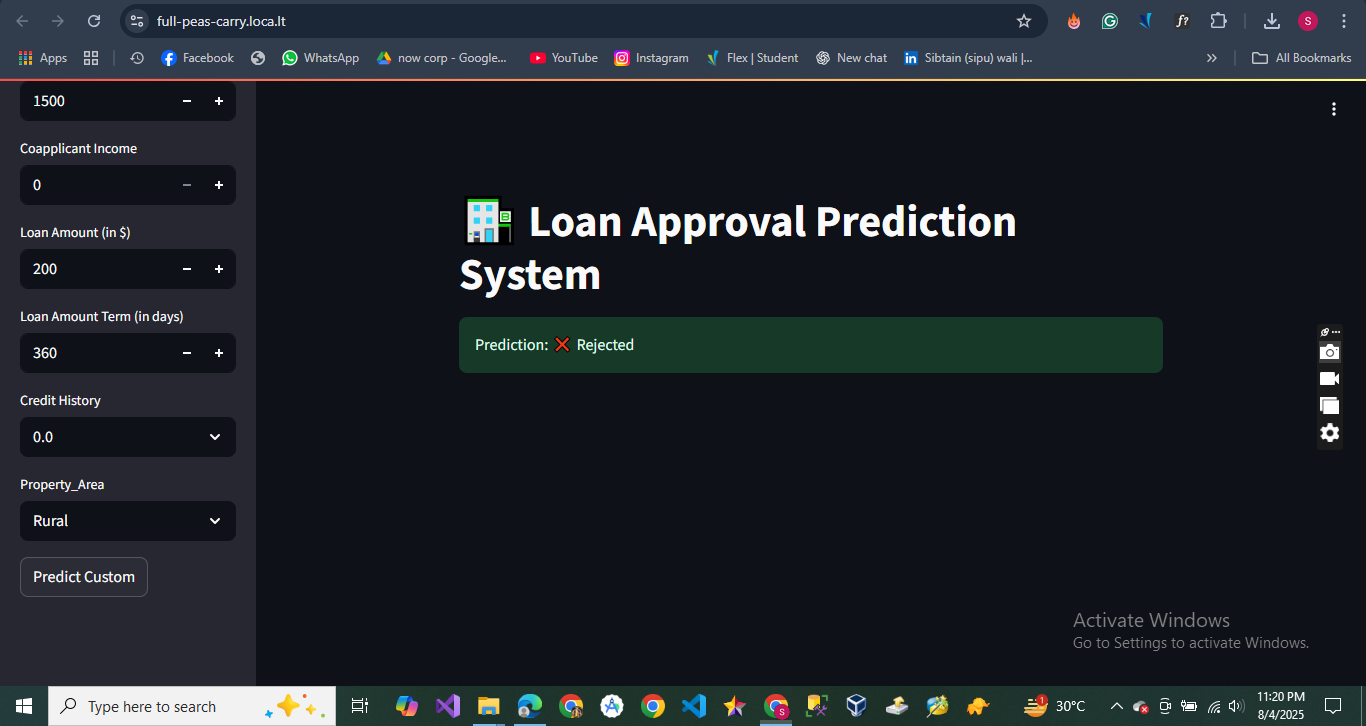 full-peas-carry.loca.lt
S
f?
Apps
Facebook
WhatsApp
now corp - Google...
YouTube
Instagram
Flex | Student
New chat
Sibtain (sipu) wali |...
»
All Bookmarks
1500
Coapplicant Income
0
Loan Amount (in $)
200
Loan Amount Term (in days)
360
Credit History
0.0
Property_Area
Rural
Predict Custom
Loan Approval Prediction
System
Prediction: ❌ Rejected
Activate Windows
Go to Settings to activate Windows.
Type here to search
S
1
30°C
11:20 PM
8/4/2025